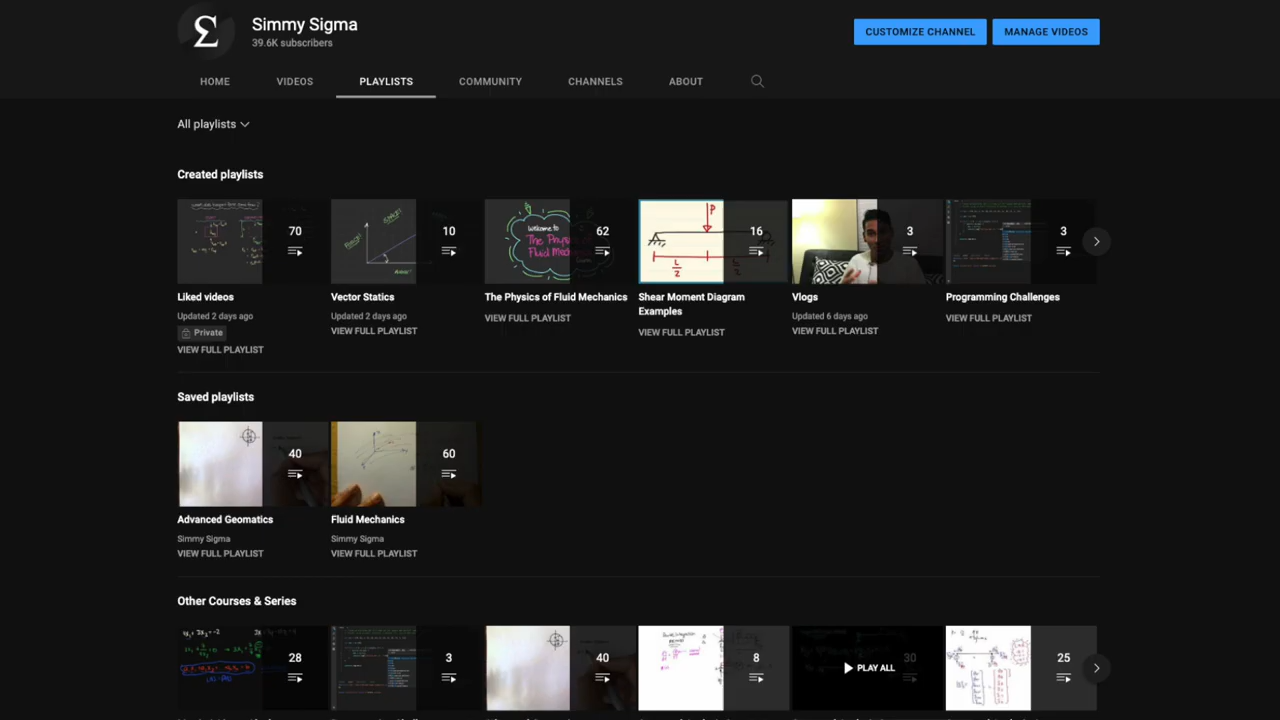 Σ
Simmy Sigma
39.6K subscribers
CUSTOMIZE CHANNEL
MANAGE VIDEOS
HOME
VIDEOS
PLAYLISTS
COMMUNITY
CHANNELS
ABOUT
All playlists
Created playlists
70
10
62
16
3
3
Welcome to
P
L
2
Liked videos
Updated 2 days ago
Private
VIEW FULL PLAYLIST
Vector Statics
Updated 2 days ago
VIEW FULL PLAYLIST
The Physics of Fluid Mechanics
VIEW FULL PLAYLIST
Shear Moment Diagram
Examples
VIEW FULL PLAYLIST
Vlogs
Updated 6 days ago
VIEW FULL PLAYLIST
Programming Challenges
VIEW FULL PLAYLIST
Saved playlists
40
60
Advanced Geomatics
Simmy Sigma
VIEW FULL PLAYLIST
Fluid Mechanics
Simmy Sigma
VIEW FULL PLAYLIST
Other Courses & Series
28
3
40
8
PLAY ALL
30
25